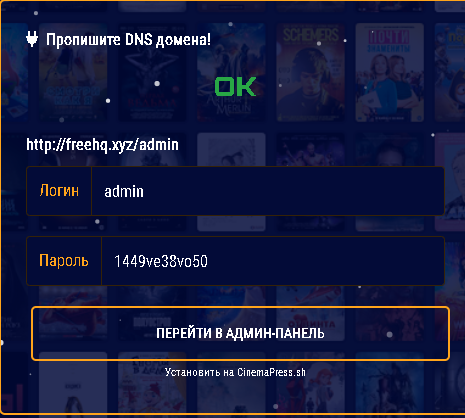 Пропишите DNS домена!
OK
http://freehq.xyz/admin
Логин admin
Пароль 1449ve38vo50
ПЕРЕЙТИ В АДМИН-ПАНЕЛЬ
Установить на CinemaPress.sh